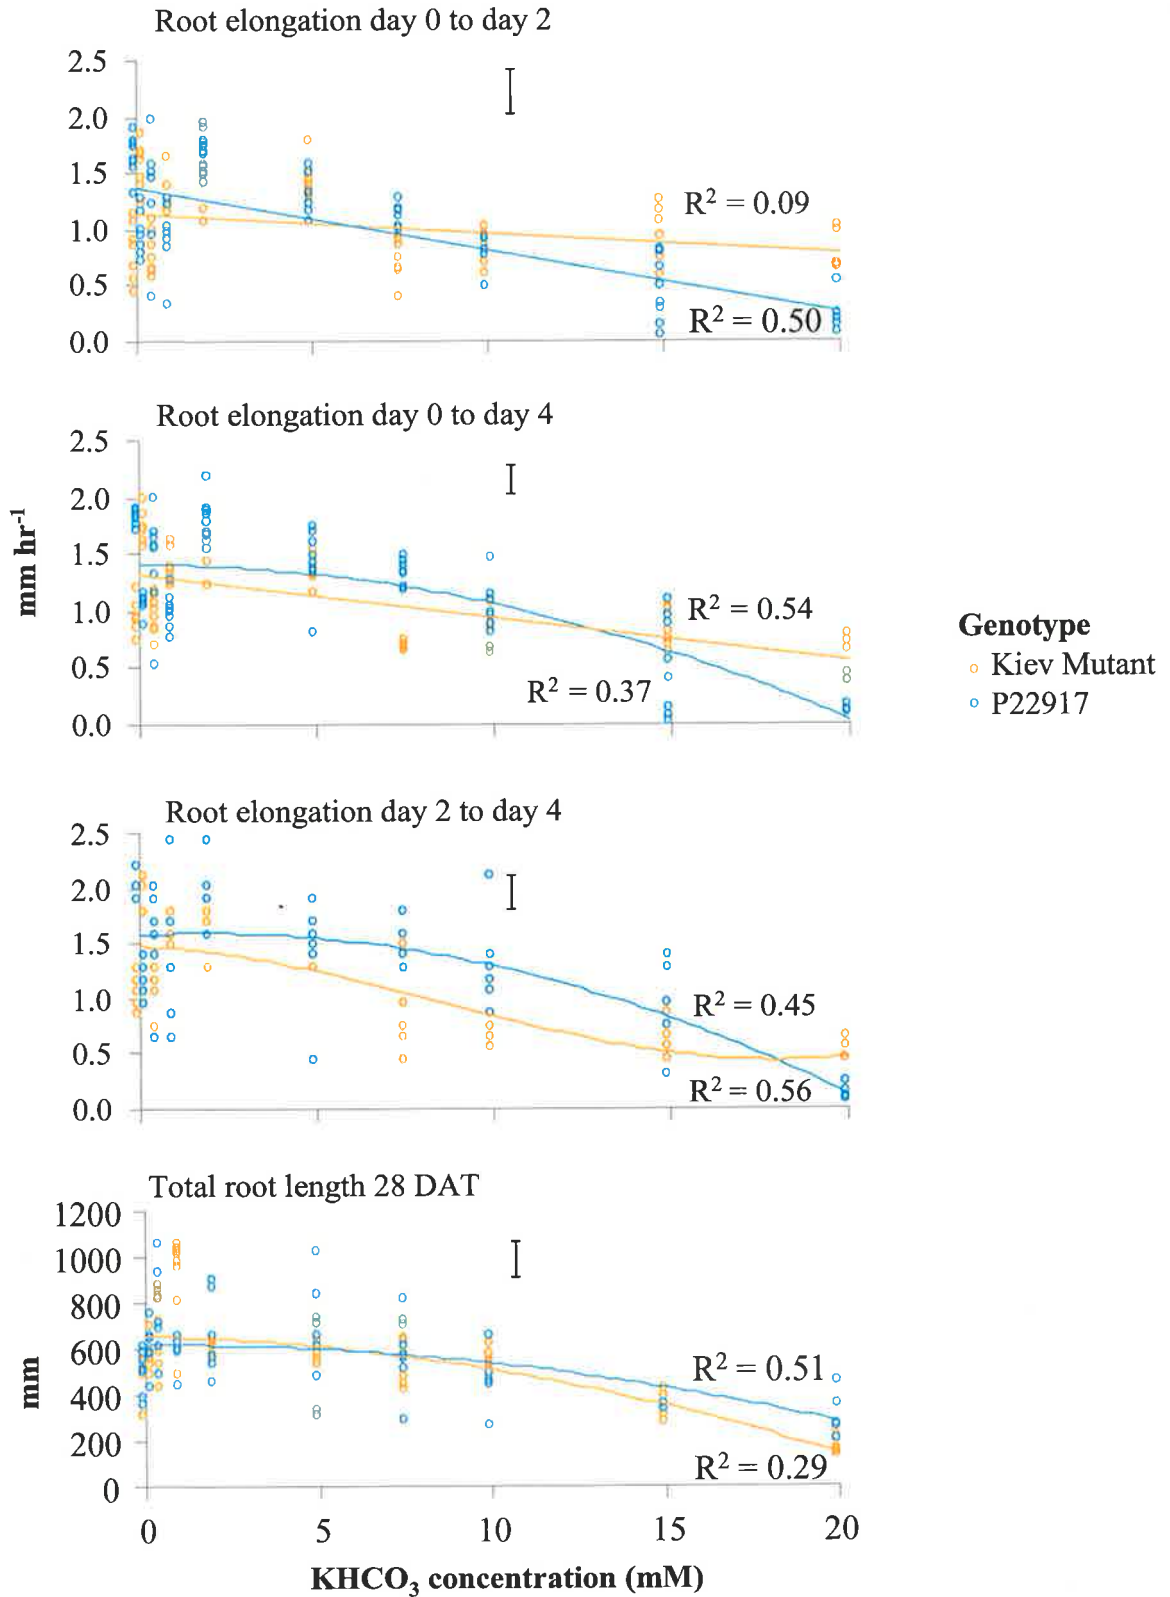 Root elongation day 0 to day 2
2.5
2.0
1.5
1.0
0.5
0.0
R² = 0.09
R² = 0.50
Root elongation day 0 to day 4
2.5
2.0
1.5
1.0
0.5
0.0
mm hr⁻¹
R² = 0.54
R² = 0.37
Genotype
Kiev Mutant
P22917
Root elongation day 2 to day 4
2.5
2.0
1.5
1.0
0.5
0.0
R² = 0.45
R² = 0.56
Total root length 28 DAT
1200
1000
800
600
400
200
0
mm
R² = 0.51
R² = 0.29
0 5 10 15 20
KHCO₃ concentration (mM)